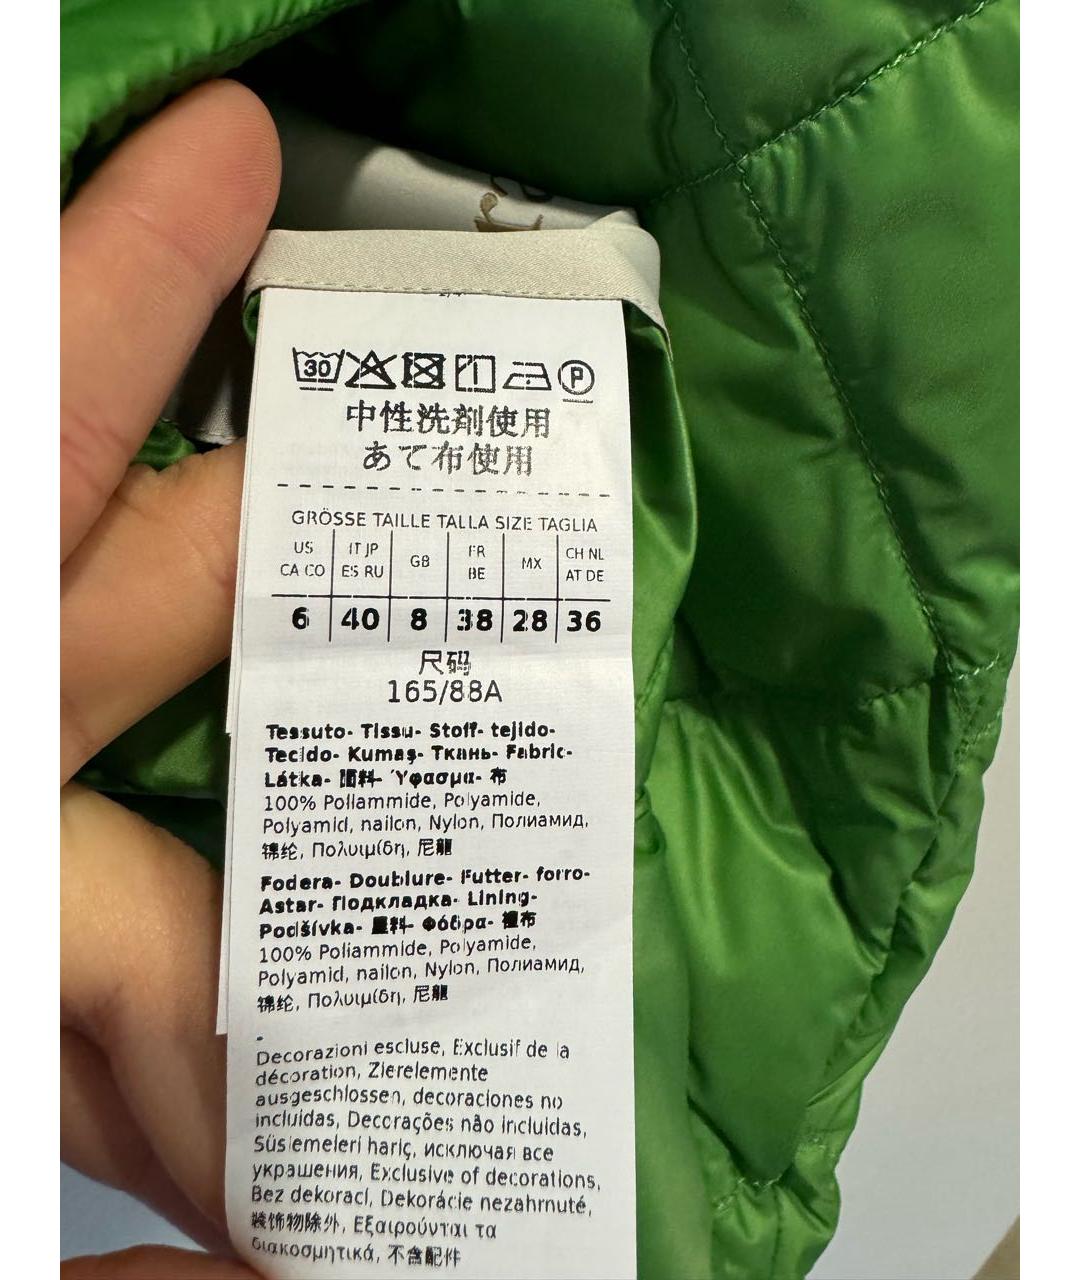 30 P
中性洗剤使用
あて布使用
GRÖSSE TAILLE TALLA SIZE TAGLIA
US CA CO IT JP ES RU GB FR BE MX CH NL AT DE
6 40 8 38 28 36
尺码
165/88A
Tessuto- Tissu- Stoff- tejido-
Tecido- Kumaş- Ткань- Fabric-
Látka- 面料- Ύφασμα- 布
100% Poliammide, Polyamide,
Polyamid, nailon, Nylon, Полиамид,
锦纶, Πολυιμίδη, 尼龍
Fodera- Doublure- Futter- forro-
Astar- Подкладка- Lining-
Podšívka- 里料- Φόδρα- 裡布
100% Poliammide, Polyamide,
Polyamid, nailon, Nylon, Полиамид,
锦纶, Πολυιμίδη, 尼龍
-
Decorazioni escluse, Exclusif de la
décoration, Zierelemente
ausgeschlossen, decoraciones no
incluidas, Decorações não incluidas,
Süslemeleri hariç, исключая все
украшения, Exclusive of decorations,
Bez dekorací, Dekorácie nezahrnuté,
装饰物除外, Εξαιρούνται τα
διακοσμητικά, 不含配件